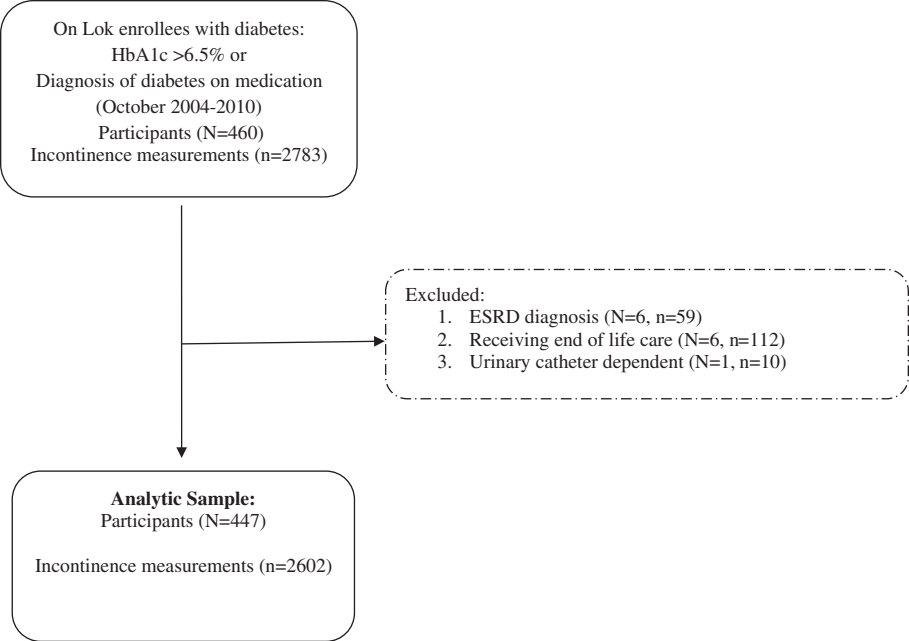 On Lok enrollees with diabetes:
HbA1c >6.5% or
Diagnosis of diabetes on medication
(October 2004-2010)
Participants (N=460)
Incontinence measurements (n=2783)
Excluded:
1. ESRD diagnosis (N=6, n=59)
2. Receiving end of life care (N=6, n=112)
3. Urinary catheter dependent (N=1, n=10)
Analytic Sample:
Participants (N=447)
Incontinence measurements (n=2602)